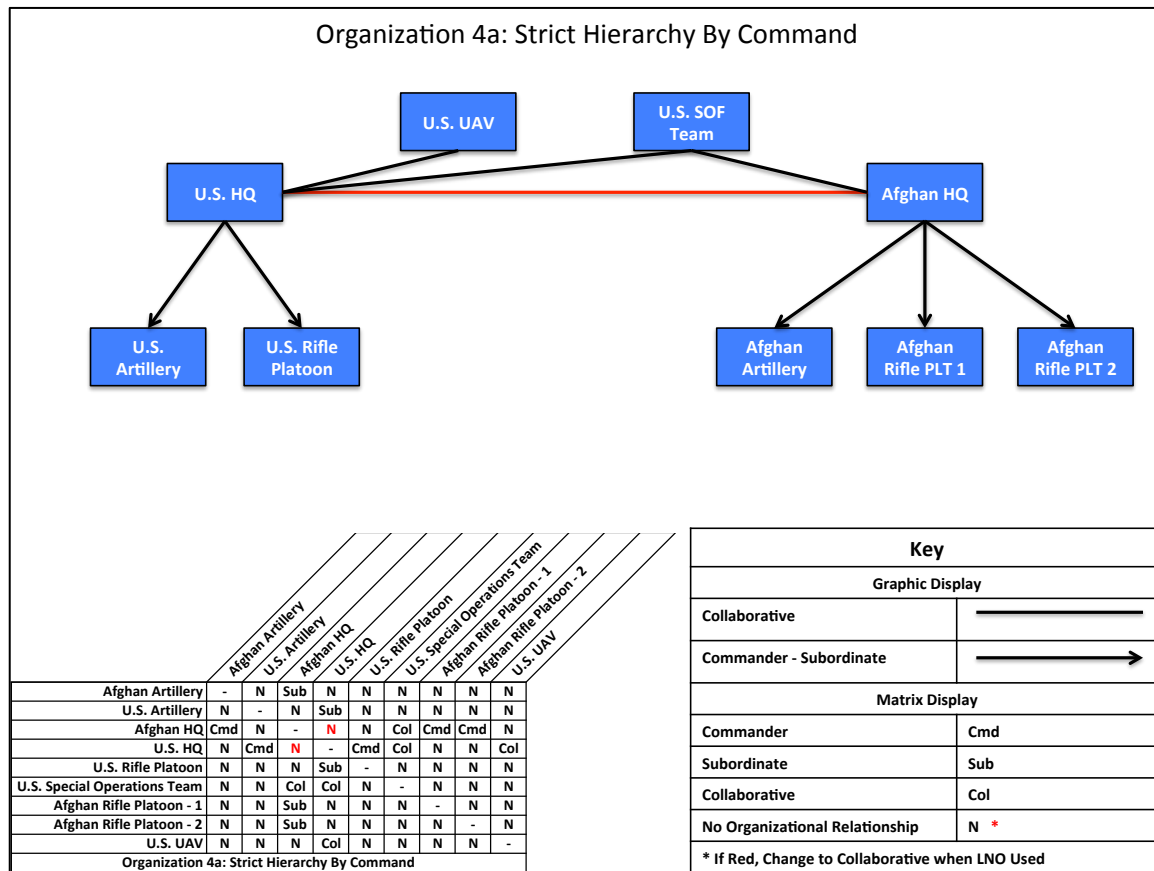 Organization 4a: Strict Hierarchy By Command
U.S. UAV
U.S. SOF
Team
U.S. HQ
Afghan HQ
U.S.
Artillery
U.S. Rifle
Platoon
Afghan
Artillery
Afghan
Rifle PLT 1
Afghan
Rifle PLT 2
Afghan Artillery
U.S. Artillery
Afghan HQ
U.S. HQ
U.S. Rifle Platoon
U.S. Special Operations Team
Afghan Rifle Platoon - 1
Afghan Rifle Platoon - 2
U.S. UAV
Afghan Artillery - N Sub N N N N N N
U.S. Artillery N - N Sub N N N N N
Afghan HQ Cmd N - N N Col Cmd Cmd N
U.S. HQ N Cmd N - Cmd Col N N Col
U.S. Rifle Platoon N N N Sub - N N N N
U.S. Special Operations Team N N Col Col N - N N N
Afghan Rifle Platoon - 1 N N Sub N N N - N N
Afghan Rifle Platoon - 2 N N Sub N N N N - N
U.S. UAV N N N Col N N N N -
Organization 4a: Strict Hierarchy By Command
Key
Graphic Display
Collaborative
Commander - Subordinate
Matrix Display
Commander Cmd
Subordinate Sub
Collaborative Col
No Organizational Relationship N *
* If Red, Change to Collaborative when LNO Used